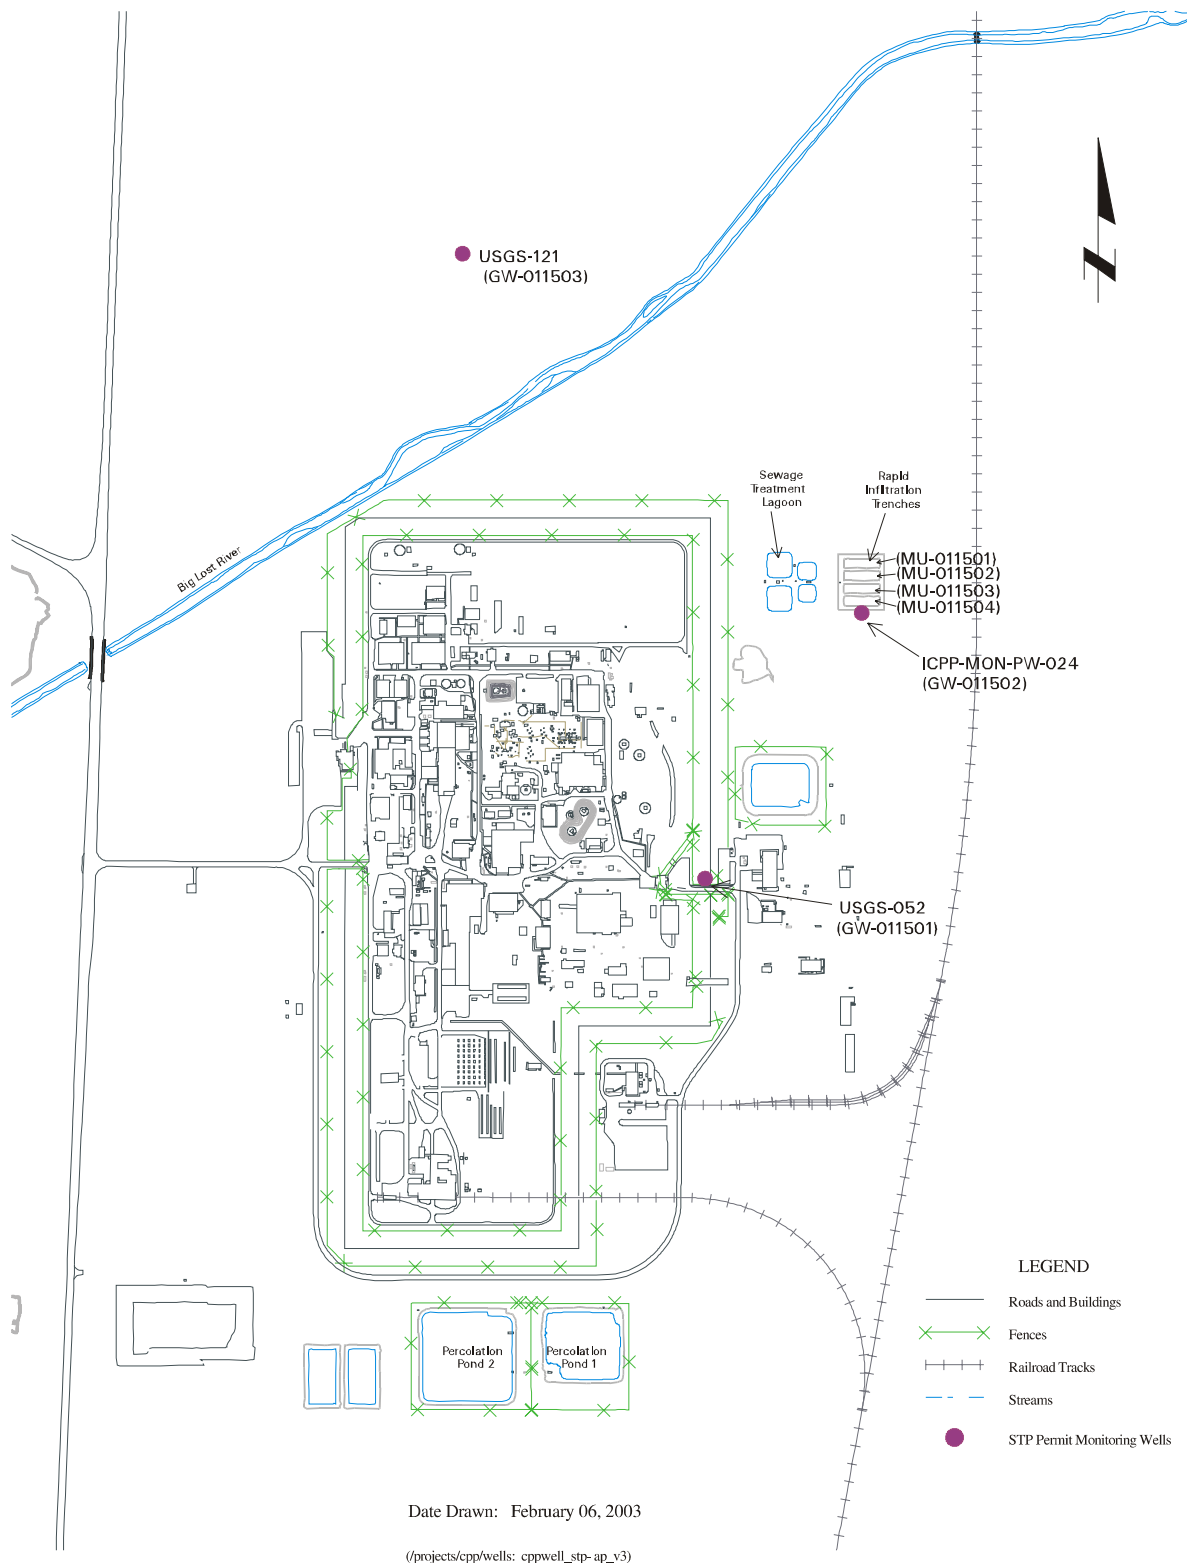 USGS-121
(GW-011503)
Sewage
Treatment
Lagoon
Rapid
Infiltration
Trenches
(MU-011501)
(MU-011502)
(MU-011503)
(MU-011504)
Big Lost River
ICPP-MON-PW-024
(GW-011502)
USGS-052
(GW-011501)
LEGEND
Roads and Buildings
Fences
Railroad Tracks
Streams
STP Permit Monitoring Wells
Percolation
Pond 2
Percolation
Pond 1
Date Drawn: February 06, 2003
(/projects/cpp/wells: cppwell_stp- ap_v3)